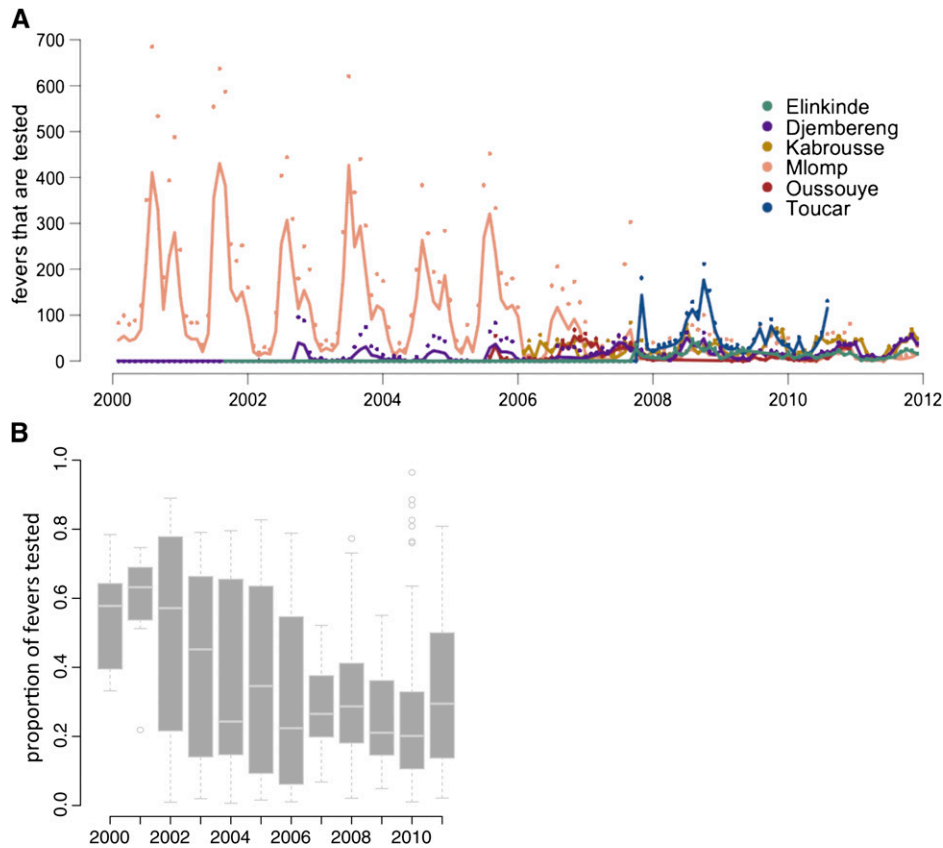 A
fevers that are tested
700
600
500
400
300
200
100
0
Elinkinde
Djembereng
Kabrousse
Mlomp
Oussouye
Toucar
2000 2002 2004 2006 2008 2010 2012
B
proportion of fevers tested
1.0
0.8
0.6
0.4
0.2
0.0
2000 2002 2004 2006 2008 2010